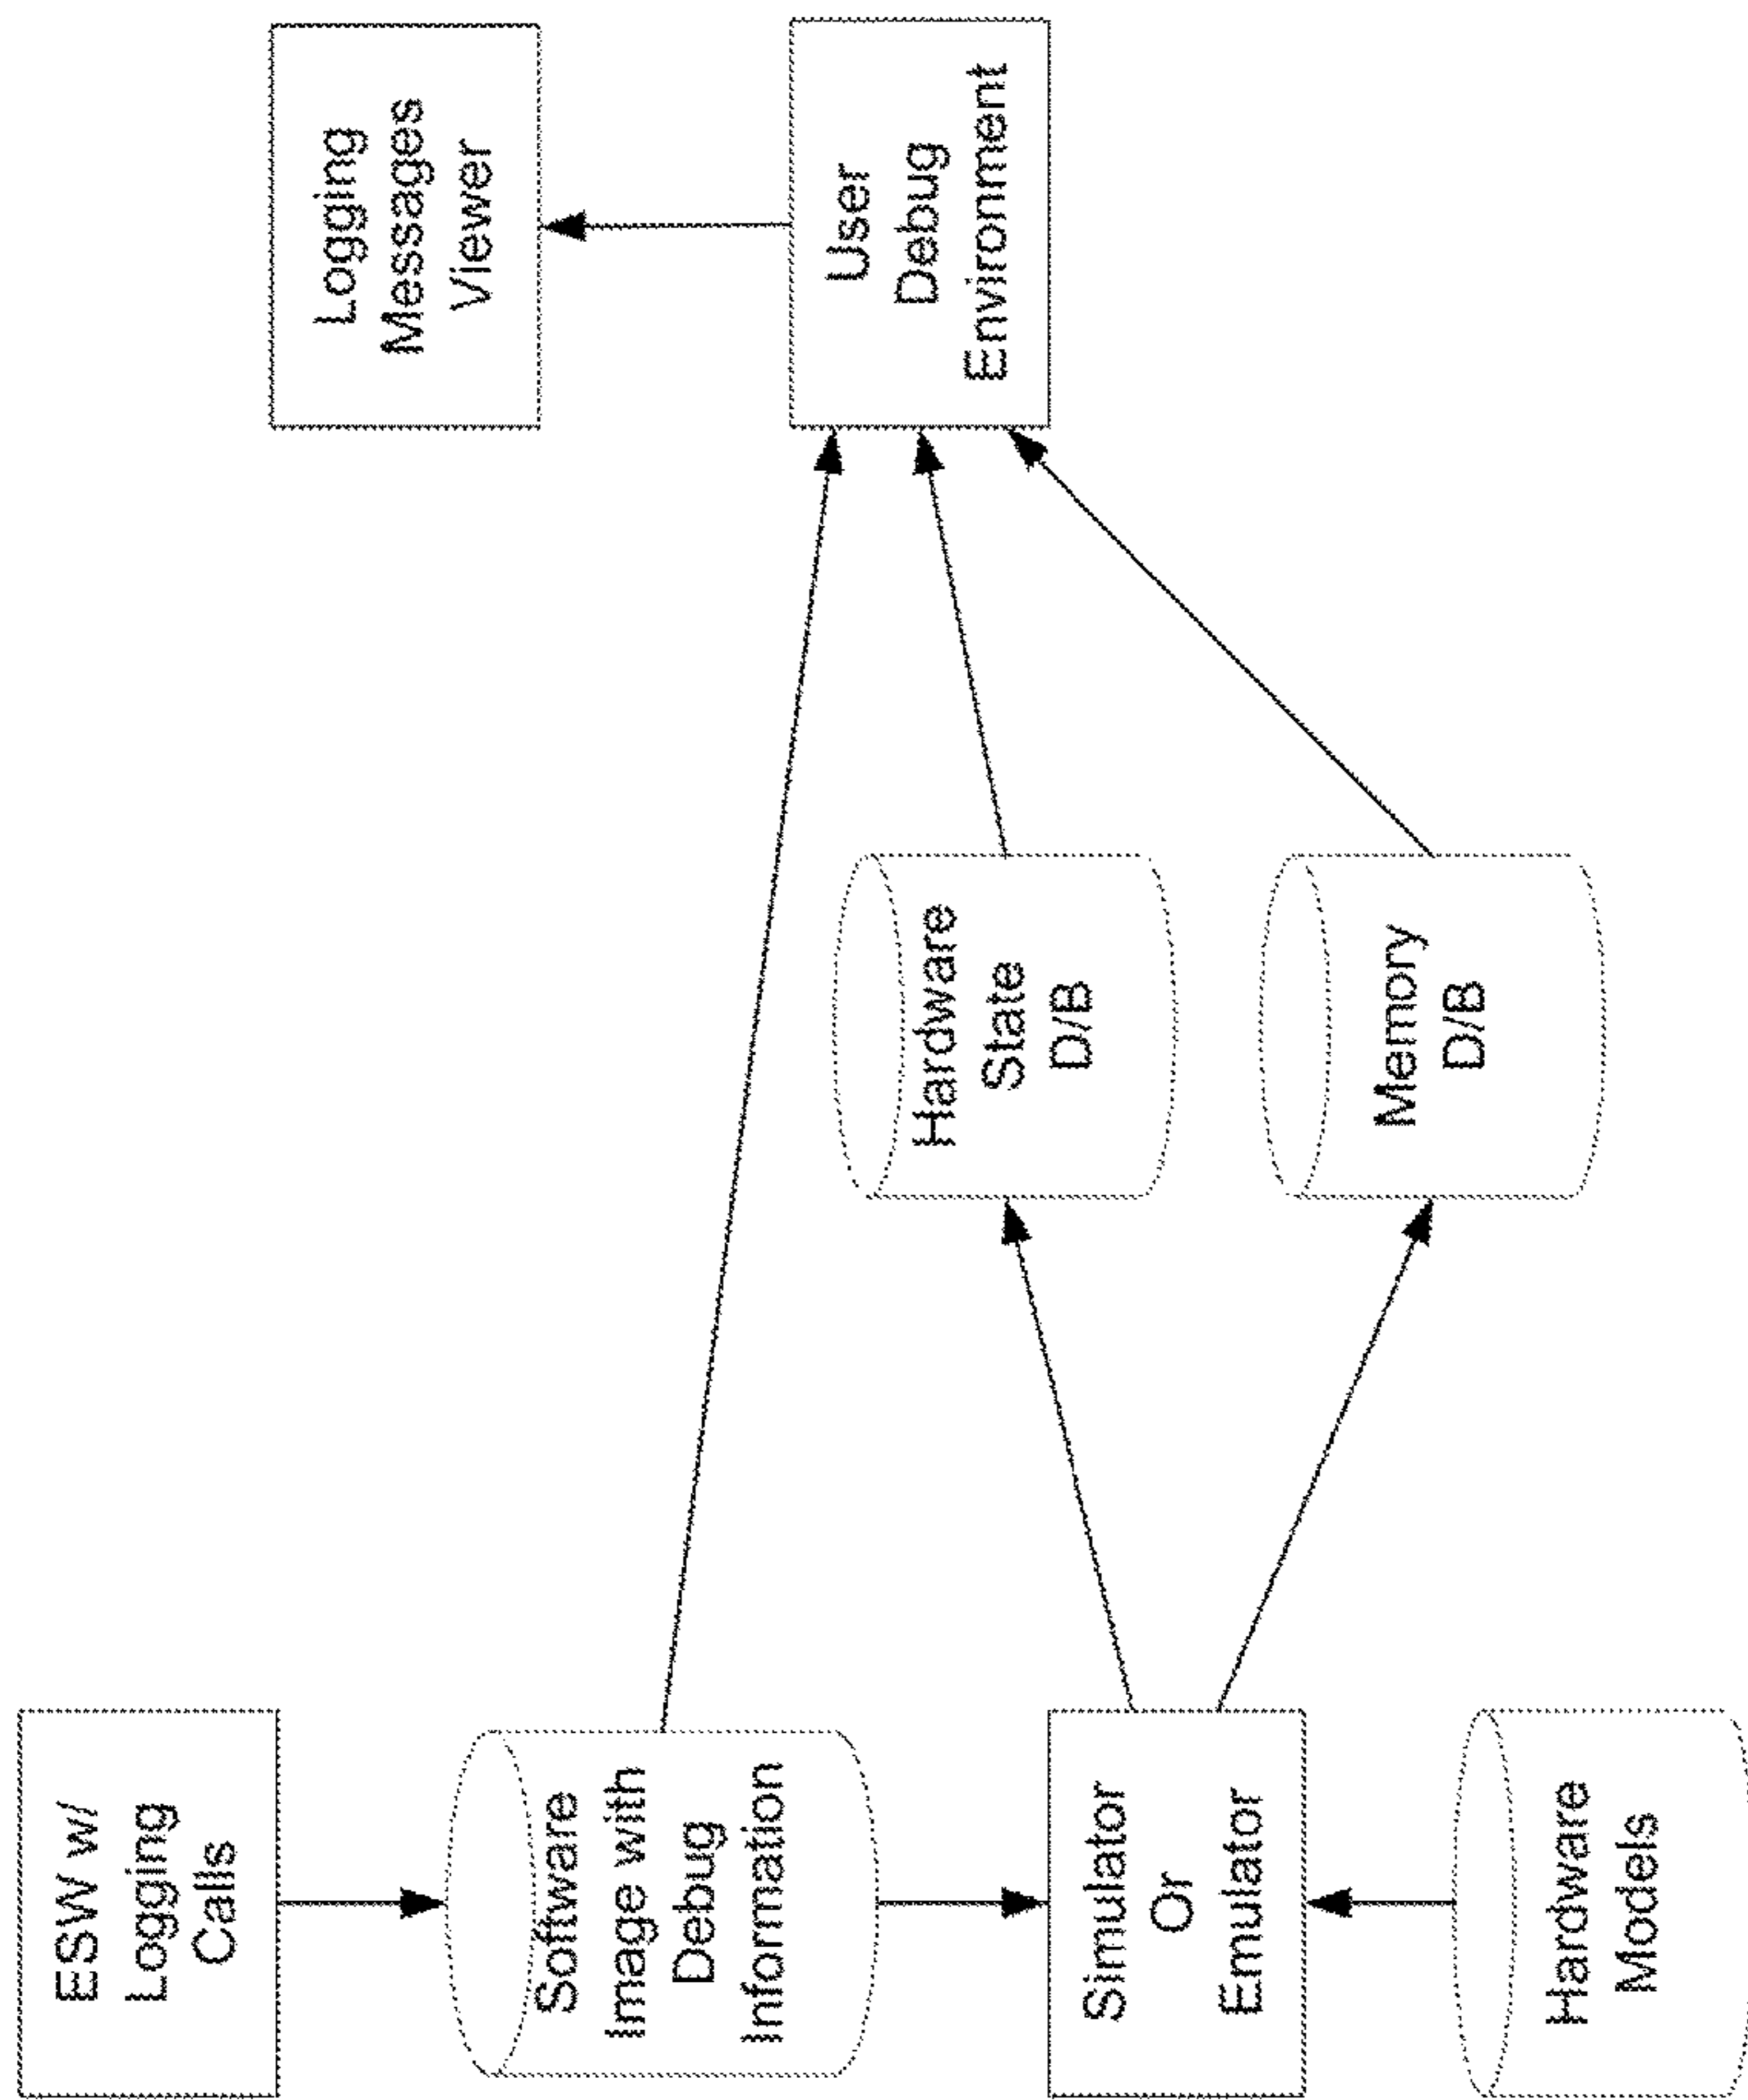 ESW w/
Logging
Calls
Software
Image with
Debug
Information
Simulator
Or
Emulator
Hardware
Models
Hardware
State
D/B
Memory
D/B
Logging
Messages
Viewer
User
Debug
Environment